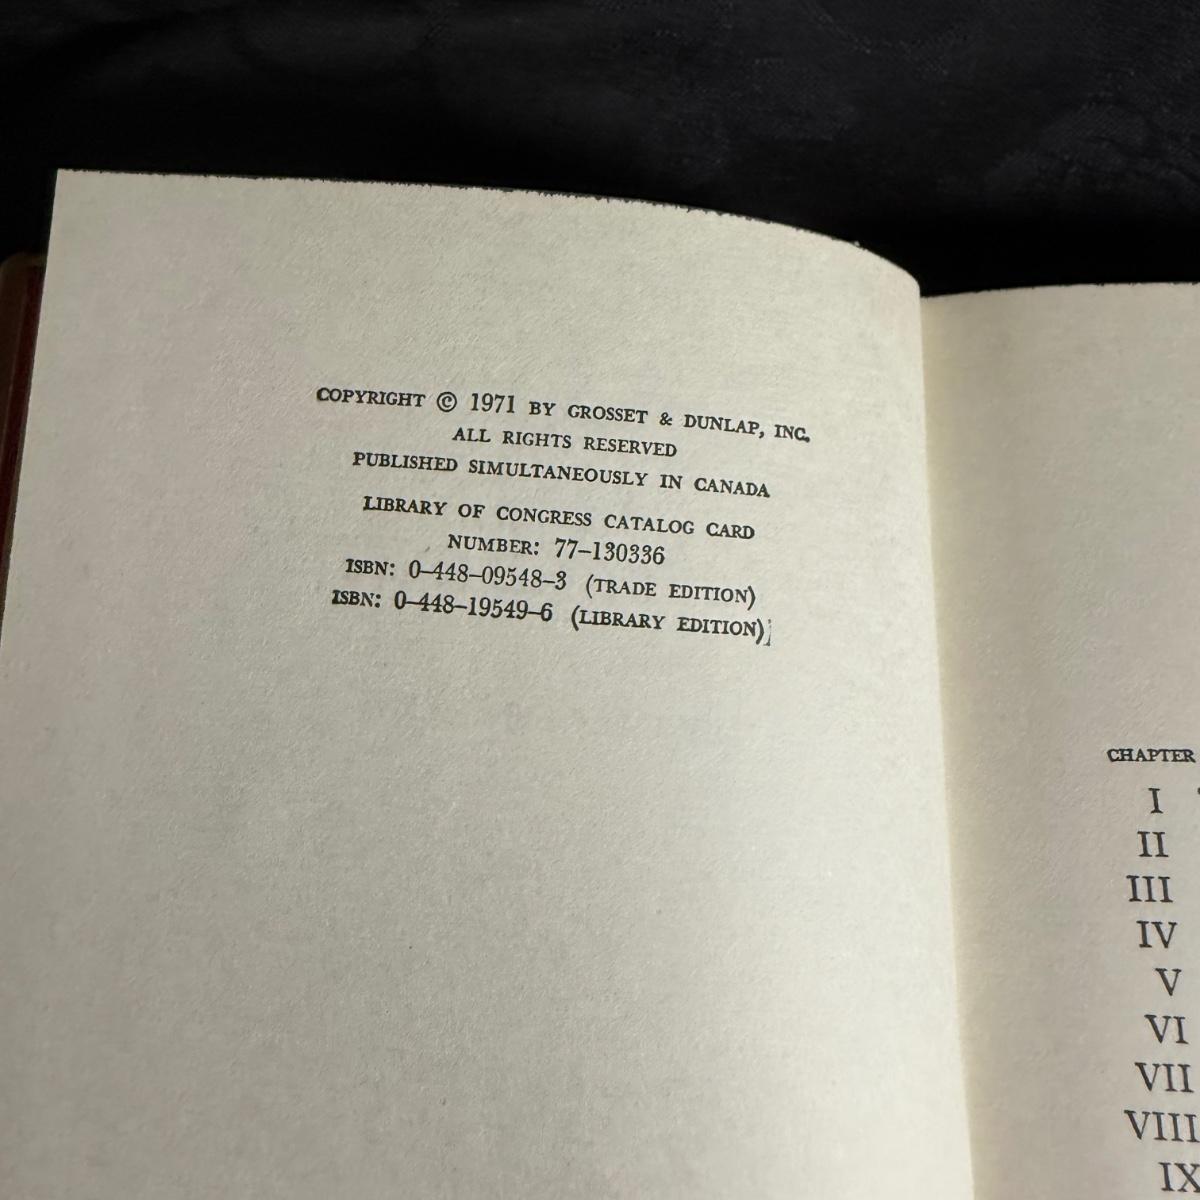 COPYRIGHT © 1971 BY GROSSET & DUNLAP, INC.
ALL RIGHTS RESERVED
PUBLISHED SIMULTANEOUSLY IN CANADA
LIBRARY OF CONGRESS CATALOG CARD
NUMBER: 77–130336
ISBN: 0–448–09548–3 (TRADE EDITION)
ISBN: 0–448–19549–6 (LIBRARY EDITION)
CHAPTER
I
II
III
IV
V
VI
VII
VIII
IX